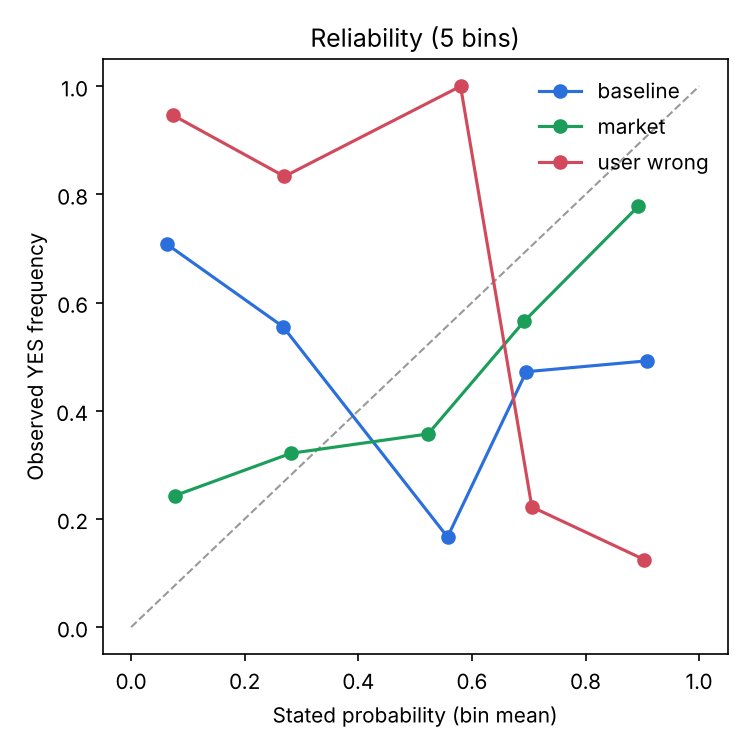 Reliability (5 bins)
baseline
market
user wrong
Observed YES frequency
1.0
0.8
0.6
0.4
0.2
0.0
0.0 0.2 0.4 0.6 0.8 1.0
Stated probability (bin mean)